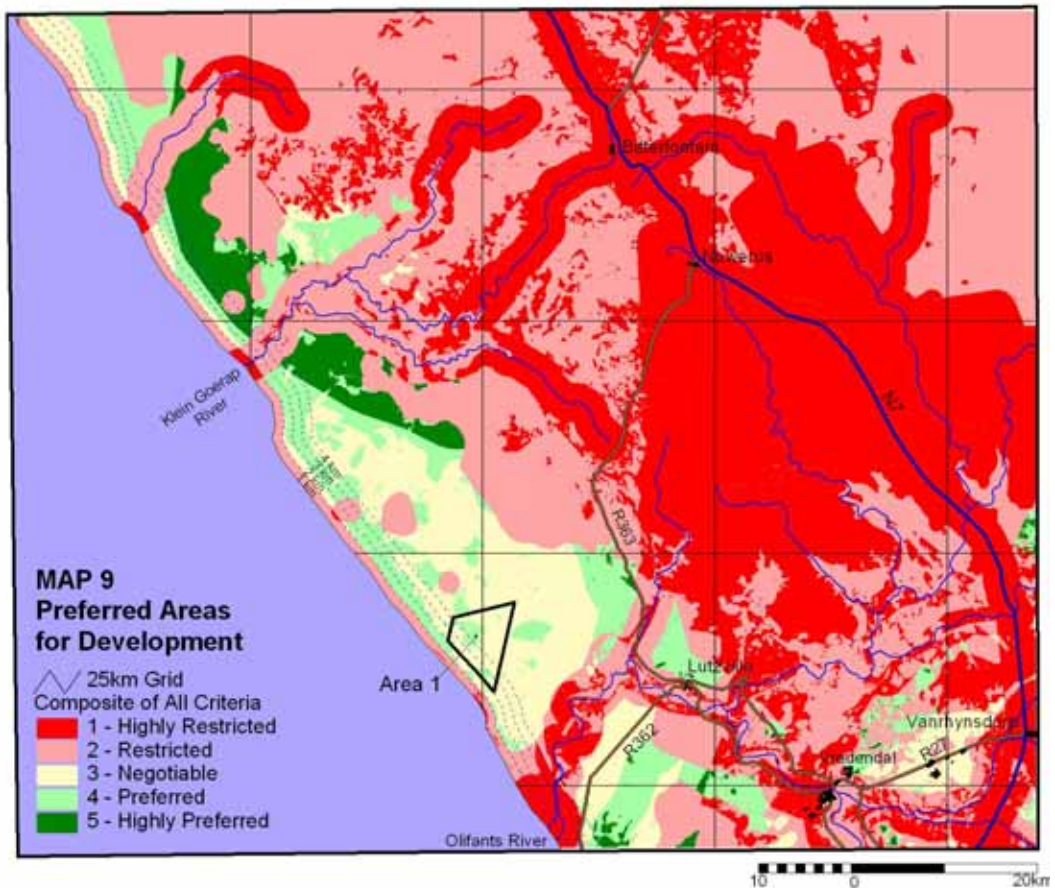 Bitterfontein
Nuwerus
N7
Klein Goerap
River
4 km
R363
MAP 9
Preferred Areas
for Development
25km Grid
Composite of All Criteria
1 - Highly Restricted
2 - Restricted
3 - Negotiable
4 - Preferred
5 - Highly Preferred
Area 1
Lutzville
R362
Vanrhynsdorp
R27
Vredendal
Olifants River
10 0 20km